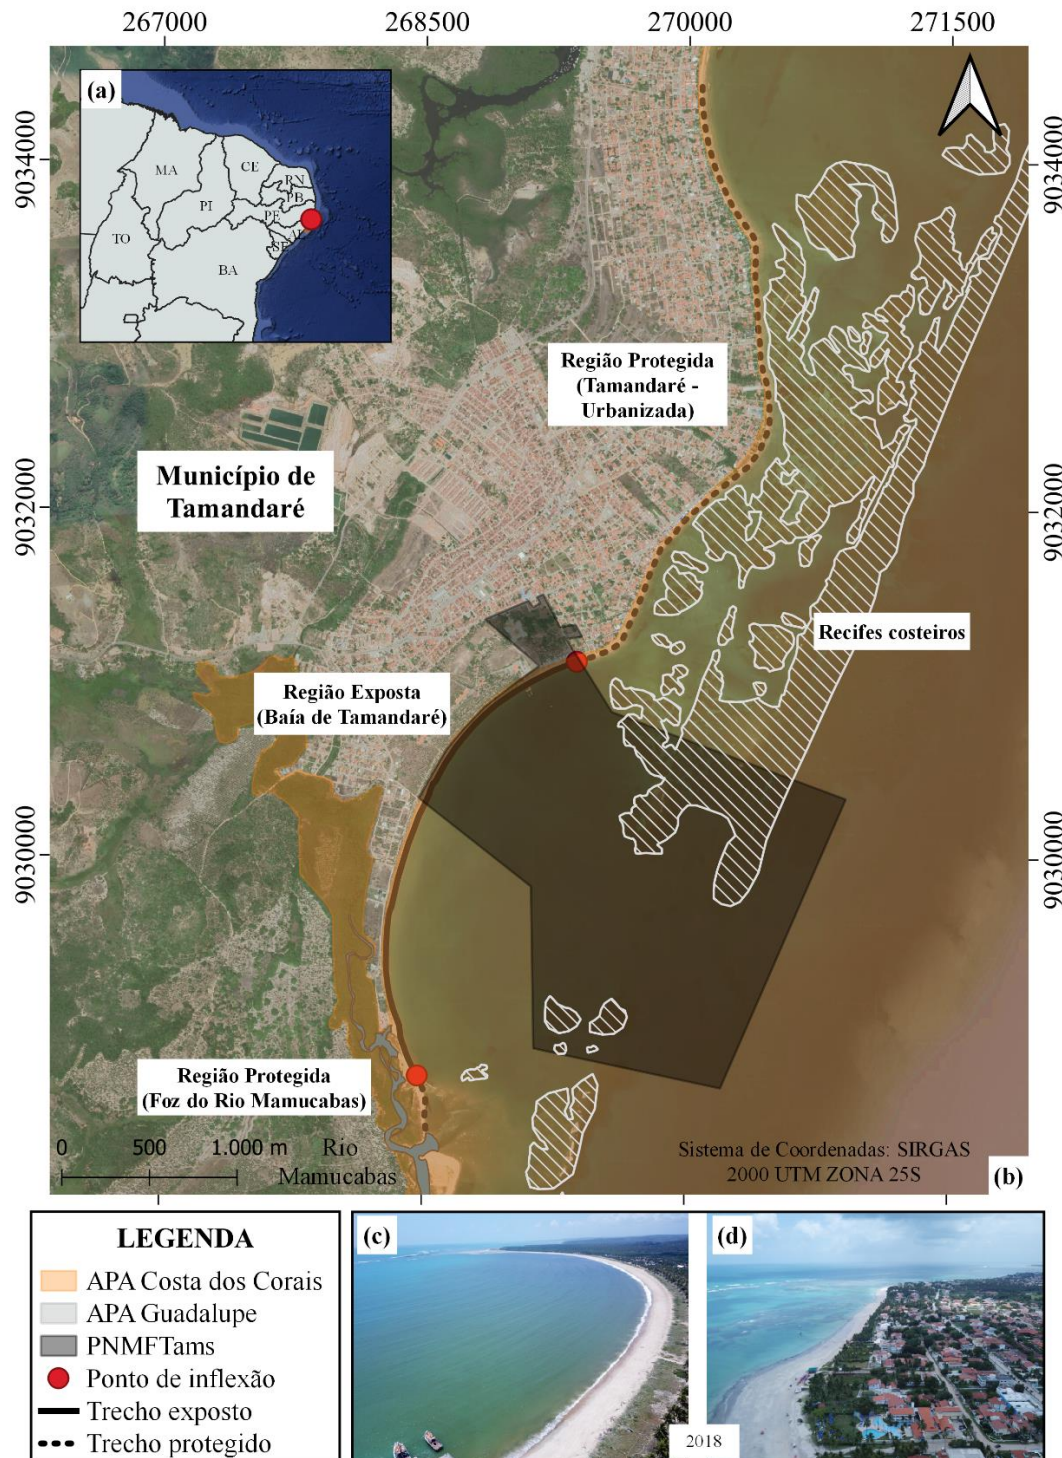 267000
268500
270000
271500
(a)
MA
CE
RN
PB
PI
PE
AL
SE
TO
BA
9034000
9034000
Região Protegida
(Tamandaré -
Urbanizada)
Município de
Tamandaré
9032000
9032000
Recifes costeiros
Região Exposta
(Baía de Tamandaré)
9030000
9030000
Região Protegida
(Foz do Rio Mamucabas)
0 500 1.000 m
Rio
Mamucabas
Sistema de Coordenadas: SIRGAS
2000 UTM ZONA 25S
(b)
LEGENDA
APA Costa dos Corais
APA Guadalupe
PNMFTams
Ponto de inflexão
Trecho exposto
Trecho protegido
(c)
(d)
2018